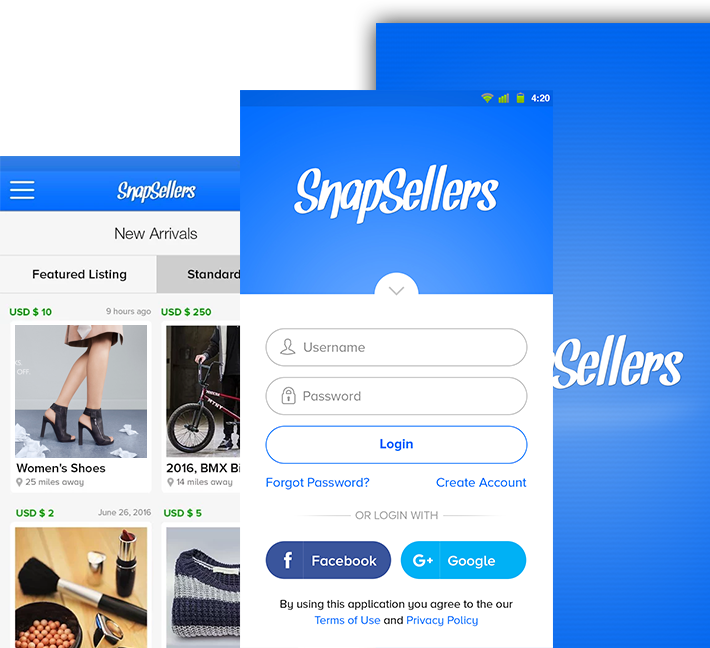 SnapSellers
New Arrivals
Featured Listing
Standard
USD $ 10
9 hours ago
USD $ 250
OFF
Women's Shoes
25 miles away
2016, BMX Bi
14 miles away
USD $ 2
June 26, 2016
USD $ 5
4:20
SnapSellers
Username
Password
Login
Forgot Password?
Create Account
OR LOGIN WITH
f Facebook
G+ Google
By using this application you agree to the our
Terms of Use and Privacy Policy
Sellers